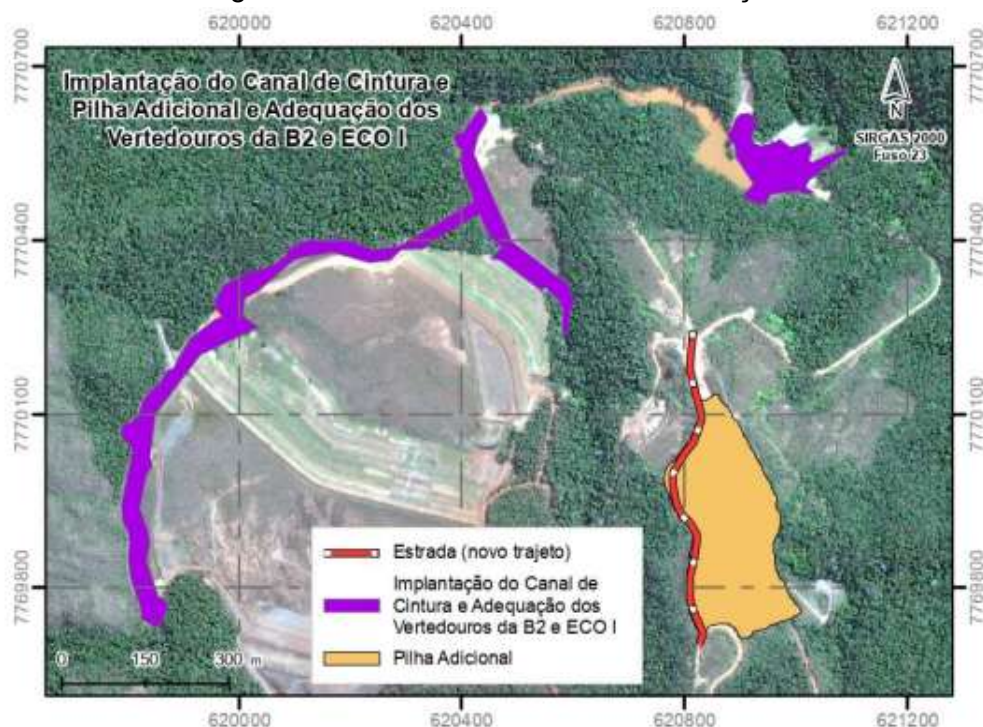 620000 620400 620800 621200
7770700 7770700
Implantação do Canal de Cintura e
Pilha Adicional e Adequação dos
Vertedouros da B2 e ECO I
N
SIRGAS 2000
Fuso 23
7770400 7770400
7770100 7770100
7769800 7769800
Estrada (novo trajeto)
Implantação do Canal de
Cintura e Adequação dos
Vertedouros da B2 e ECO I
Pilha Adicional
0 150 300 m
620000 620400 620800 621200